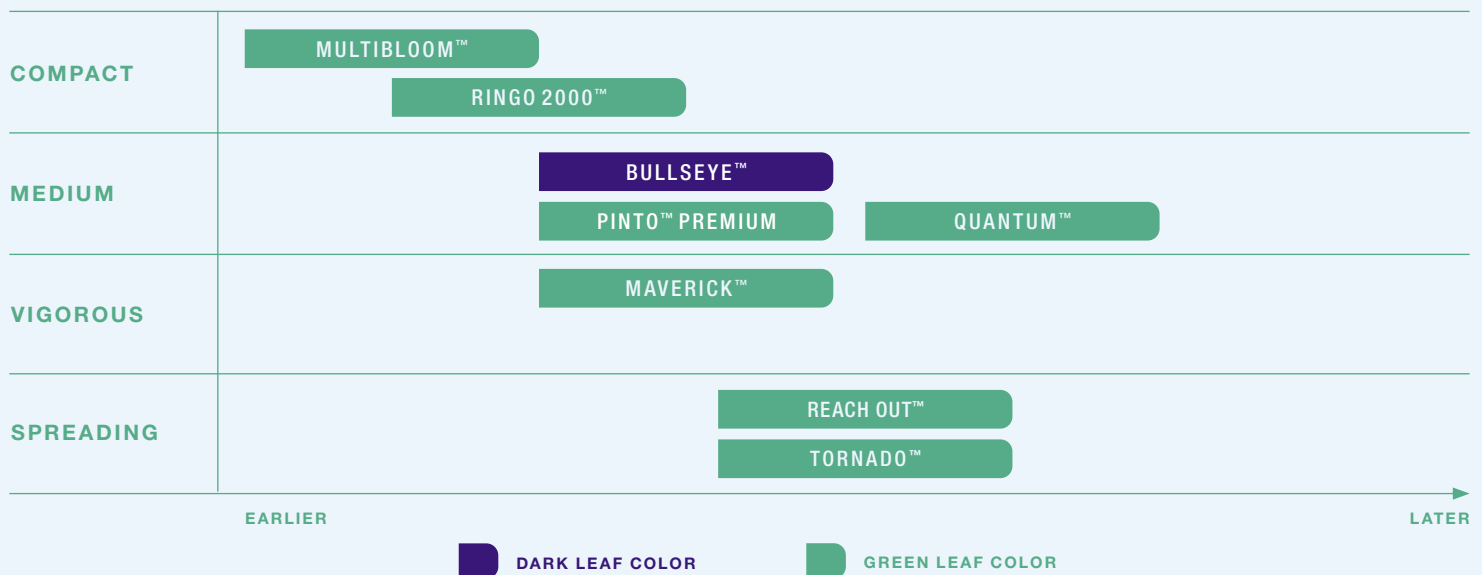 COMPACT
MULTIBLOOM™
RINGO 2000™
MEDIUM
BULLSEYE™
PINTO™ PREMIUM
QUANTUM™
VIGOROUS
MAVERICK™
SPREADING
REACH OUT™
TORNADO™
EARLIER
LATER
DARK LEAF COLOR
GREEN LEAF COLOR